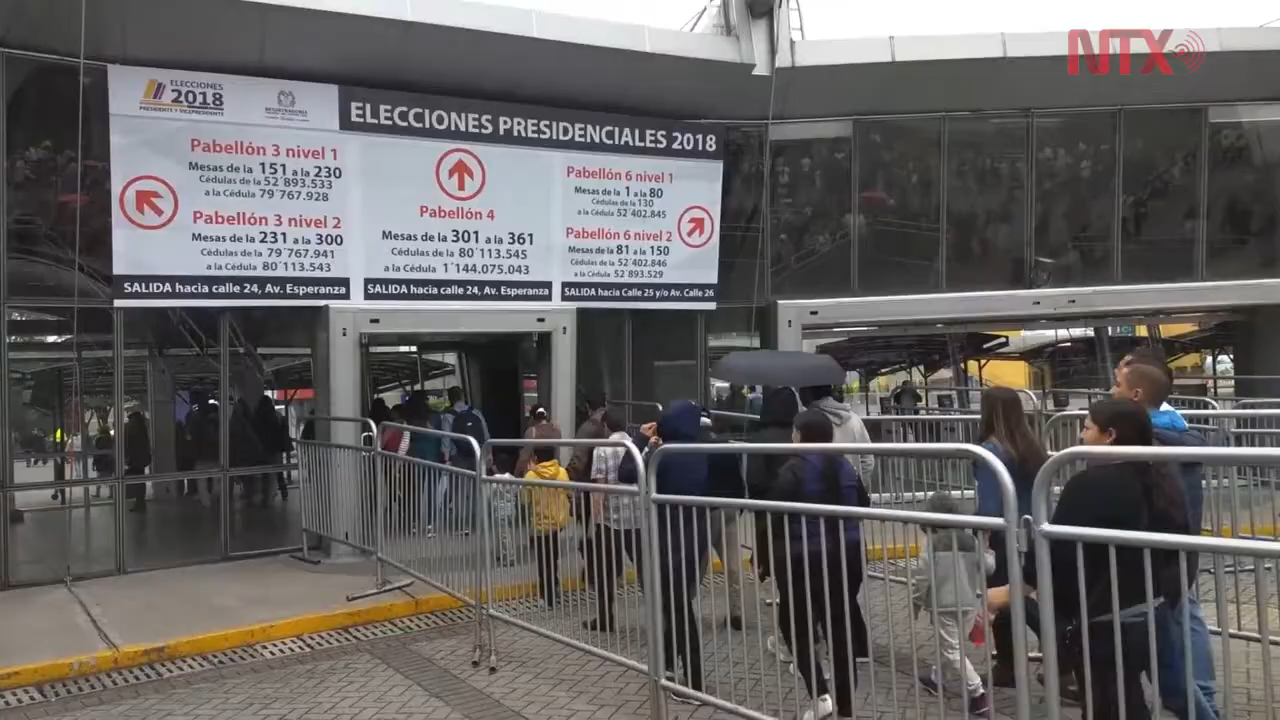 NTX
ELECCIONES
2018
PRESIDENTE Y VICEPRESIDENTE
REGISTRADURÍA
ELECCIONES PRESIDENCIALES 2018
Pabellón 3 nivel 1
Mesas de la 151 a la 230
Cédulas de la 52´893.533
a la Cédula 79´767.928
Pabellón 3 nivel 2
Mesas de la 231 a la 300
Cédulas de la 79´767.941
a la Cédula 80´113.543
SALIDA hacia calle 24, Av. Esperanza
Pabellón 4
Mesas de la 301 a la 361
Cédulas de la 80´113.545
a la Cédula 1´144.075.043
SALIDA hacia calle 24, Av. Esperanza
Pabellón 6 nivel 1
Mesas de la 1 a la 80
Cédulas de la 130
a la Cédula 52´402.845
Pabellón 6 nivel 2
Mesas de la 81 a la 150
Cédulas de la 52´402.846
a la Cédula 52´893.529
SALIDA hacia Calle 25 y/o Av. Calle 26